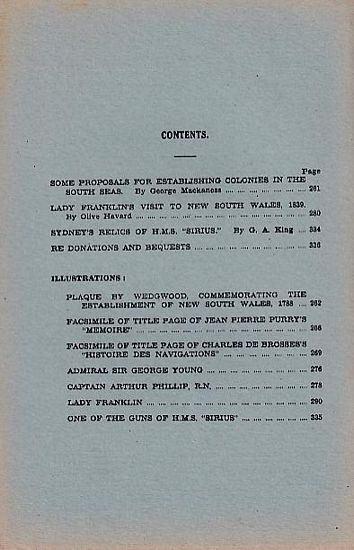 CONTENTS.
Page
SOME PROPOSALS FOR ESTABLISHING COLONIES IN THE
SOUTH SEAS. By George Mackaness .... .... .... .... .... .... 261
LADY FRANKLIN'S VISIT TO NEW SOUTH WALES, 1839.
By Olive Havard .... .... .... .... .... .... .... .... .... .... 280
SYDNEY'S RELICS OF H.M.S. "SIRIUS." By G. A. King .... .... 334
RE DONATIONS AND BEQUESTS .... .... .... .... .... .... .... 336
ILLUSTRATIONS:
PLAQUE BY WEDGWOOD, COMMEMORATING THE
ESTABLISHMENT OF NEW SOUTH WALES, 1788 ... 262
FACSIMILE OF TITLE PAGE OF JEAN PIERRE PURRY'S
"MEMOIRE" .... .... .... .... .... .... .... .... .... .... 266
FACSIMILE OF TITLE PAGE OF CHARLES DE BROSSES'S
"HISTOIRE DES NAVIGATIONS" .... .... .... .... .... 269
ADMIRAL SIR GEORGE YOUNG .... .... .... .... .... .... 276
CAPTAIN ARTHUR PHILLIP, R.N. .... .... .... .... .... .... 278
LADY FRANKLIN .... .... .... .... .... .... .... .... .... 290
ONE OF THE GUNS OF H.M.S. "SIRIUS" .... .... .... .... 335